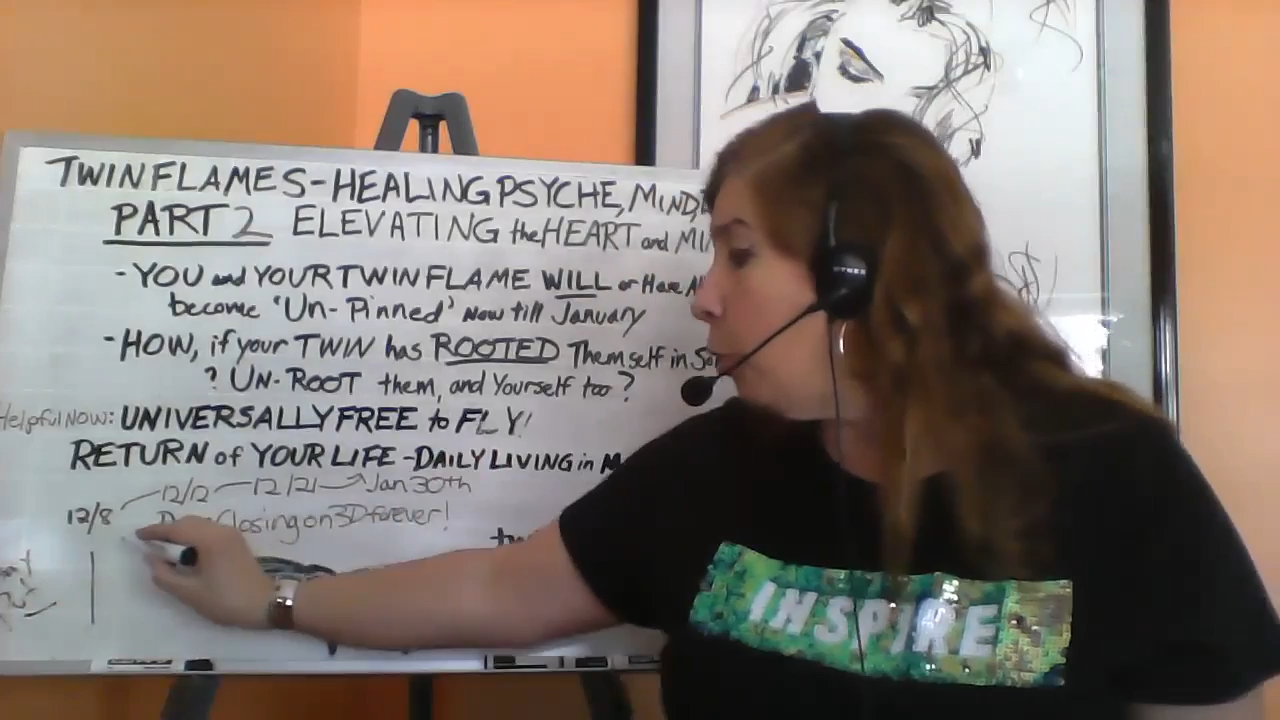 TWINFLAMES-HEALING PSYCHE, MIND,
PART 2 ELEVATING the HEART and
- YOU and YOUR TWIN FLAME WILL or Have
become 'Un-Pinned' Now till January
- HOW, if your TWIN has ROOTED Themself in
? UN-ROOT them, and Yourself too?
Helpful Now: UNIVERSALLY FREE to FLY!
RETURN of YOUR LIFE - DAILY LIVING in
12/8 12/12 12/21 Jan 30th
Closing on 3D forever!
INSPIRE